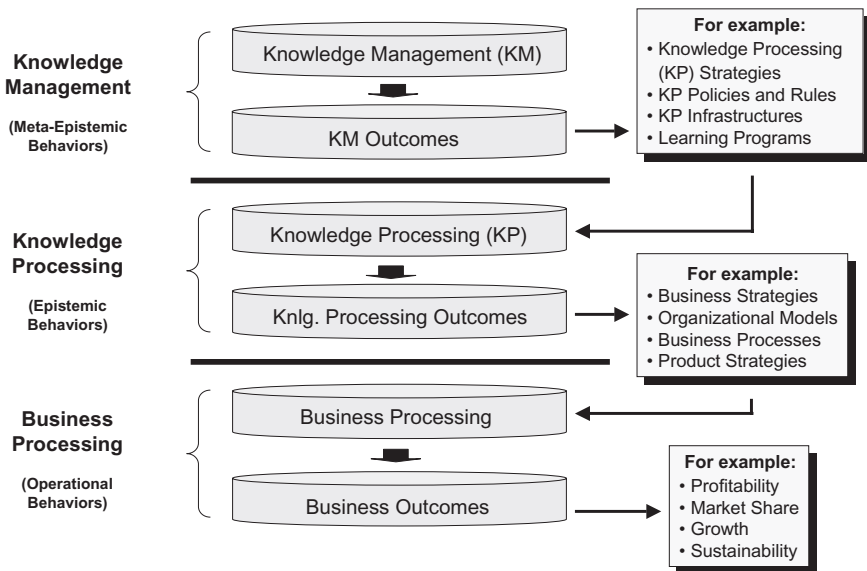 Knowledge
Management
(Meta-Epistemic
Behaviors)
Knowledge Management (KM)
KM Outcomes
For example:
• Knowledge Processing
(KP) Strategies
• KP Policies and Rules
• KP Infrastructures
• Learning Programs
Knowledge
Processing
(Epistemic
Behaviors)
Knowledge Processing (KP)
Knlg. Processing Outcomes
For example:
• Business Strategies
• Organizational Models
• Business Processes
• Product Strategies
Business
Processing
(Operational
Behaviors)
Business Processing
Business Outcomes
For example:
• Profitability
• Market Share
• Growth
• Sustainability